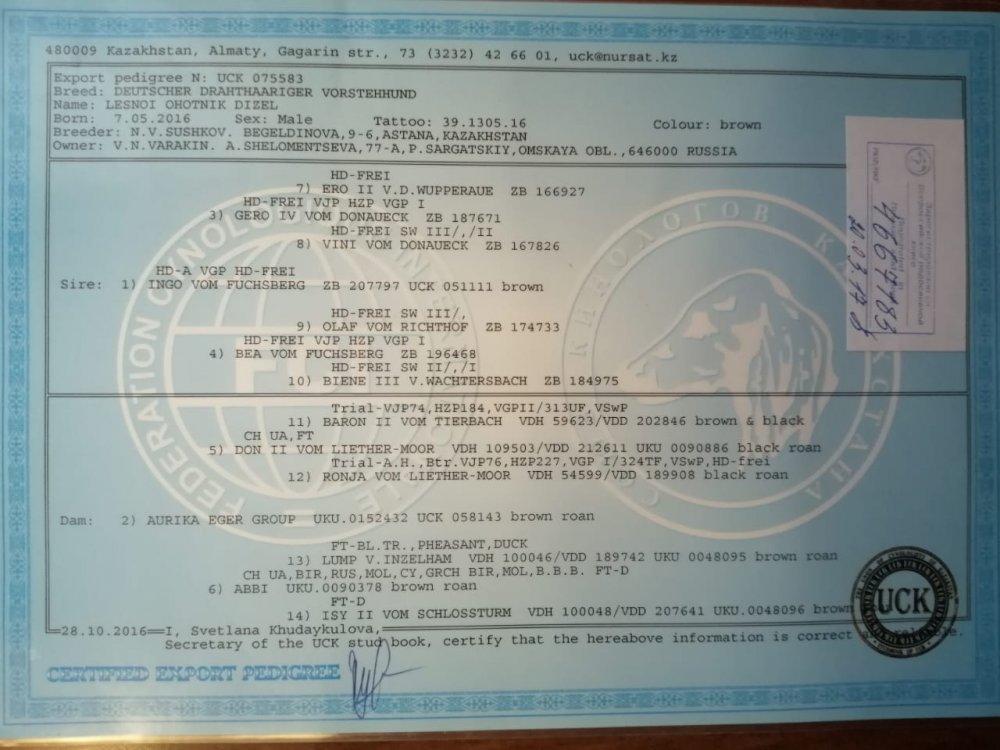 480009 Kazakhstan, Almaty, Gagarin str., 73 (3232) 42 66 01, uck@nursat.kz
Export pedigree N: UCK 075583
Breed: DEUTSCHER DRAHTHAARIGER VORSTEHHUND
Name: LESNOI OHOTNIK DIZEL
Born: 7.05.2016 Sex: Male Tattoo: 39.1305.16 Colour: brown
Breeder: N.V.SUSHKOV. BEGELDINOVA,9-6,ASTANA,KAZAKHSTAN
Owner: V.N.VARAKIN. A.SHELOMENTSEVA,77-A,P.SARGATSKIY,OMSKAYA OBL.,646000 RUSSIA
HD-FREI
7) ERO II V.D.WUPPERAUE ZB 166927
HD-FREI VJP HZP VGP I
3) GERO IV VOM DONAUECK ZB 187671
HD-FREI SW III/,/II
8) VINI VOM DONAUECK ZB 167826
HD-A VGP HD-FREI
Sire: 1) INGO VOM FUCHSBERG ZB 207797 UCK 051111 brown
HD-FREI SW III/,
9) OLAF VOM RICHTHOF ZB 174733
HD-FREI VJP HZP VGP I
4) BEA VOM FUCHSBERG ZB 196468
HD-FREI SW II/,/I
10) BIENE III V.WACHTERSBACH ZB 184975
Trial-VJP74,HZP184,VGPII/313UF,VSwP
11) BARON II VOM TIERBACH VDH 59623/VDD 202846 brown & black
CH UA,FT
5) DON II VOM LIETHER-MOOR VDH 109503/VDD 212611 UKU 0090886 black roan
Trial-A.H., Btr.VJP76,HZP227,VGP I/324TF,VSwP,HD-frei
12) RONJA VOM LIETHER-MOOR VDH 54599/VDD 189908 black roan
Dam: 2) AURIKA EGER GROUP UKU.0152432 UCK 058143 brown roan
FT-BL.TR.,PHEASANT,DUCK
13) LUMP V.INZELHAM VDH 100046/VDD 189742 UKU 0048095 brown roan
CH UA,BIR,RUS,MOL,CY,GRCH BIR,MOL,B.B.B. FT-D
6) ABBI UKU.0090378 brown roan
FT-D
14) ISY II VOM SCHLOSSTURM VDH 100048/VDD 207641 UKU.0048096 brown
28.10.2016 I, Svetlana Khudaykulova,
Secretary of the UCK stud book, certify that the hereabove information is correct
CERTIFIED EXPORT PEDIGREE
UCK